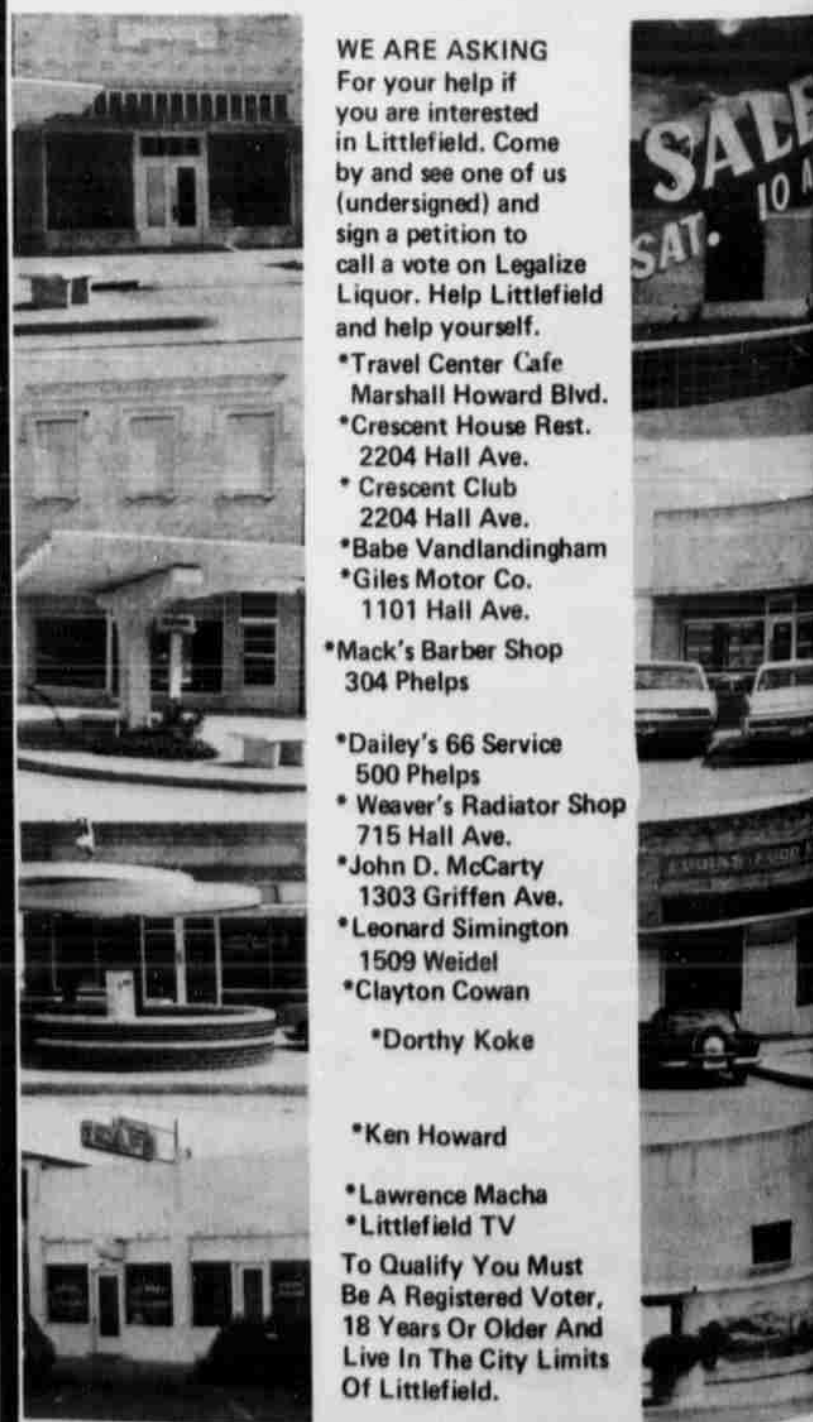 WE ARE ASKING
For your help if
you are interested
in Littlefield. Come
by and see one of us
(undersigned) and
sign a petition to
call a vote on Legalize
Liquor. Help Littlefield
and help yourself.
*Travel Center Cafe
Marshall Howard Blvd.
*Crescent House Rest.
2204 Hall Ave.
* Crescent Club
2204 Hall Ave.
*Babe Vandlandingham
*Giles Motor Co.
1101 Hall Ave.
*Mack's Barber Shop
304 Phelps
*Dailey's 66 Service
500 Phelps
* Weaver's Radiator Shop
715 Hall Ave.
*John D. McCarty
1303 Griffen Ave.
*Leonard Simington
1509 Weidel
*Clayton Cowan
*Dorthy Koke
*Ken Howard
*Lawrence Macha
*Littlefield TV
To Qualify You Must
Be A Registered Voter,
18 Years Or Older And
Live In The City Limits
Of Littlefield.
SALE
SAT. 10 A